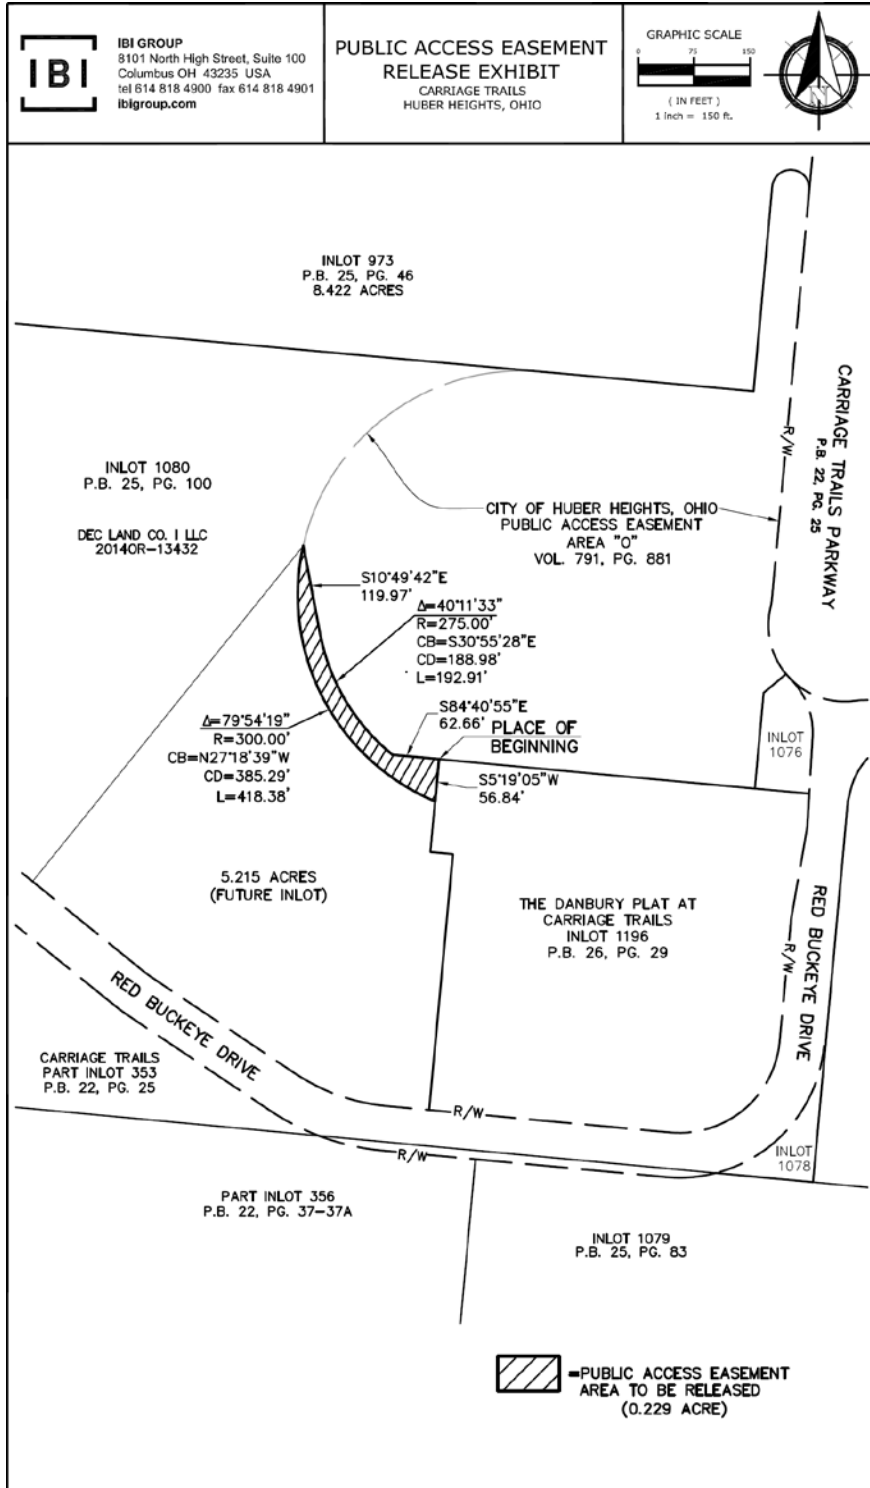 IBI
IBI GROUP
8101 North High Street, Suite 100
Columbus OH 43235 USA
tel 614 818 4900 fax 614 818 4901
ibigroup.com
PUBLIC ACCESS EASEMENT
RELEASE EXHIBIT
CARRIAGE TRAILS
HUBER HEIGHTS, OHIO
GRAPHIC SCALE
0 75 150
( IN FEET )
1 inch = 150 ft.
N
INLOT 973
P.B. 25, PG. 46
8.422 ACRES
CARRIAGE TRAILS PARKWAY
P.B. 22, PG. 25
R/W
INLOT 1080
P.B. 25, PG. 100
DEC LAND CO. I LLC
2014OR-13432
CITY OF HUBER HEIGHTS, OHIO
PUBLIC ACCESS EASEMENT
AREA "O"
VOL. 791, PG. 881
S10°49'42"E
119.97'
Δ=40°11'33"
R=275.00'
CB=S30°55'28"E
CD=188.98'
L=192.91'
S84°40'55"E
62.66'
PLACE OF
BEGINNING
Δ=79°54'19"
R=300.00'
CB=N27°18'39"W
CD=385.29'
L=418.38'
S5°19'05"W
56.84'
INLOT
1076
5.215 ACRES
(FUTURE INLOT)
THE DANBURY PLAT AT
CARRIAGE TRAILS
INLOT 1196
P.B. 26, PG. 29
R/W
RED BUCKEYE DRIVE
RED BUCKEYE DRIVE
CARRIAGE TRAILS
PART INLOT 353
P.B. 22, PG. 25
R/W
R/W
INLOT
1078
PART INLOT 356
P.B. 22, PG. 37-37A
INLOT 1079
P.B. 25, PG. 83
=PUBLIC ACCESS EASEMENT
AREA TO BE RELEASED
(0.229 ACRE)